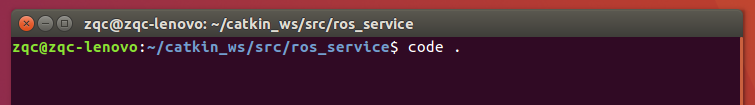 zqc@zqc-lenovo: ~/catkin_ws/src/ros_service
zqc@zqc-lenovo:~/catkin_ws/src/ros_service$ code .